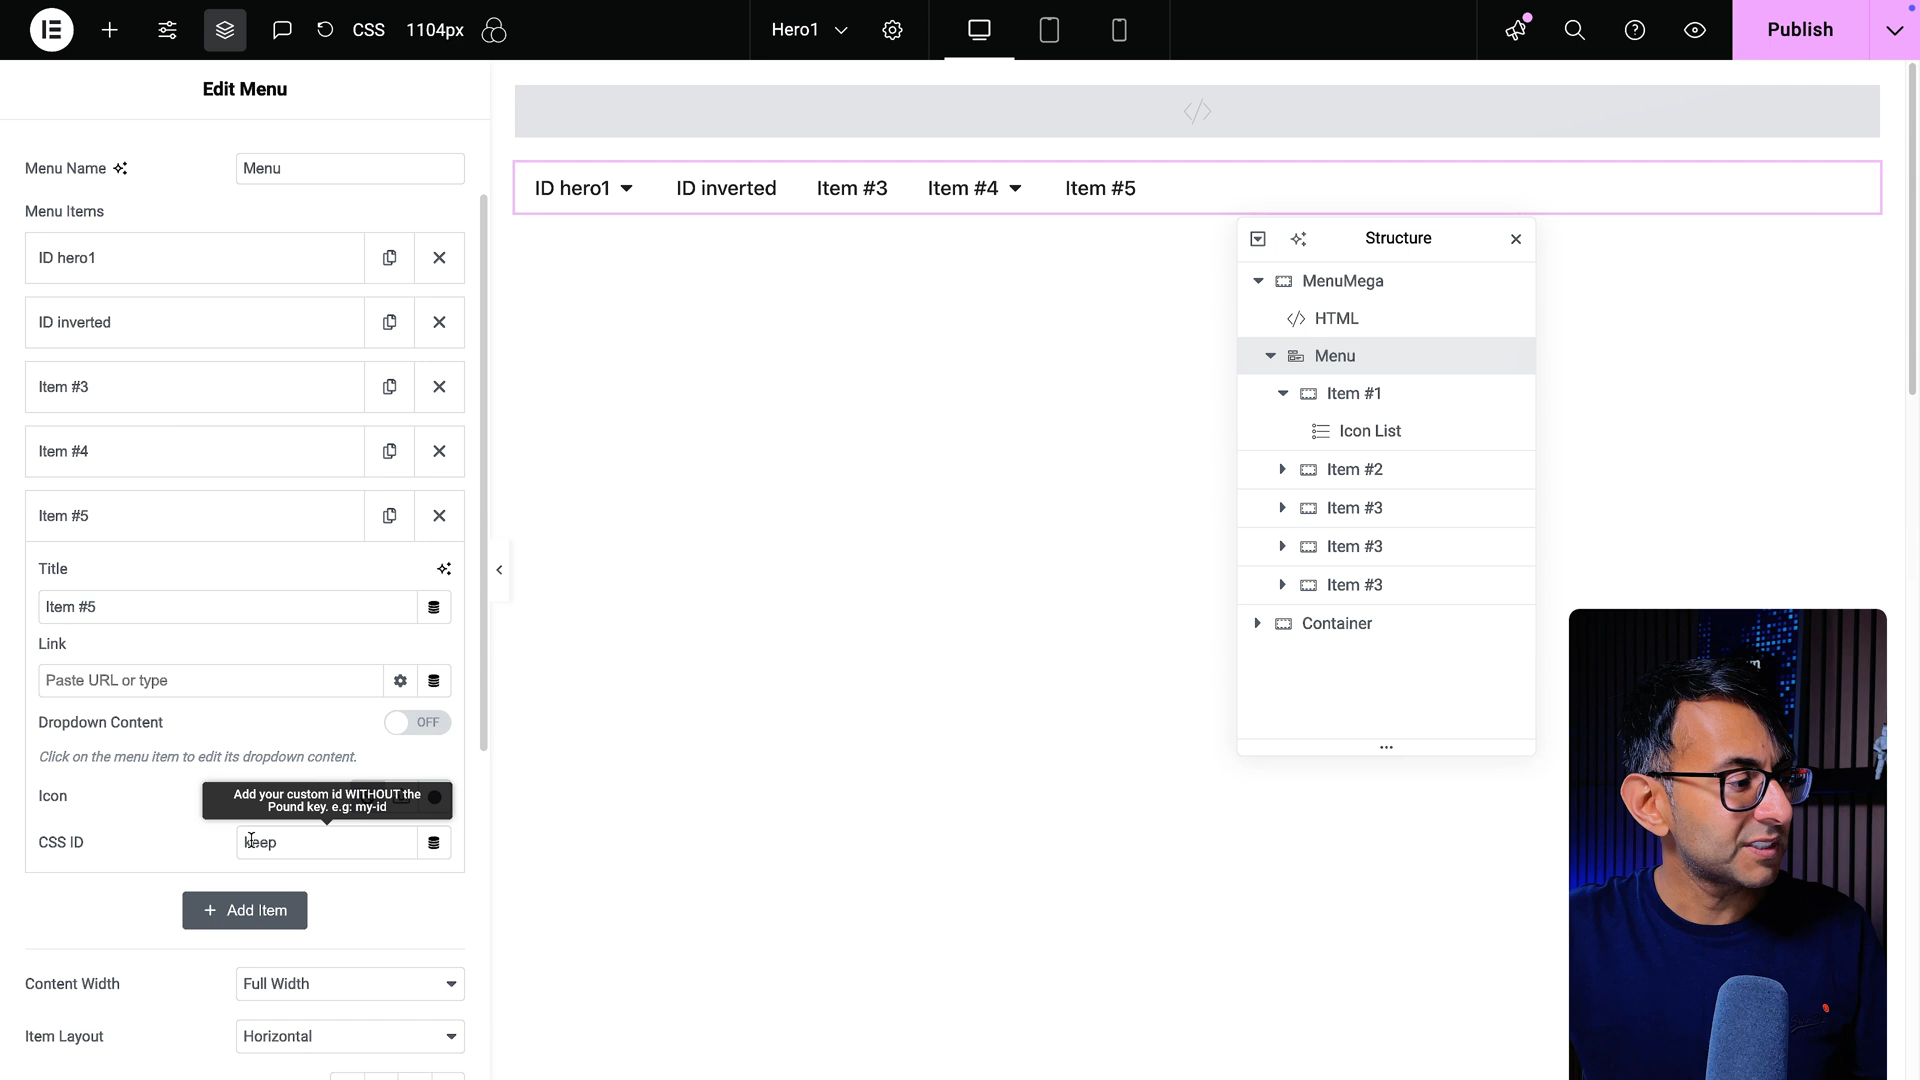 CSS
1104px
Hero1
Publish
Edit Menu
Menu Name
Menu
Menu Items
ID hero1
ID inverted
Item #3
Item #4
Item #5
Title
Item #5
Link
Paste URL or type
Dropdown Content
OFF
Click on the menu item to edit its dropdown content.
Icon
Add your custom id WITHOUT the
Pound key. e.g: my-id
CSS ID
keep
+ Add Item
Content Width
Full Width
Item Layout
Horizontal
ID hero1
ID inverted
Item #3
Item #4
Item #5
Structure
MenuMega
</> HTML
Menu
Item #1
Icon List
Item #2
Item #3
Item #3
Item #3
Container